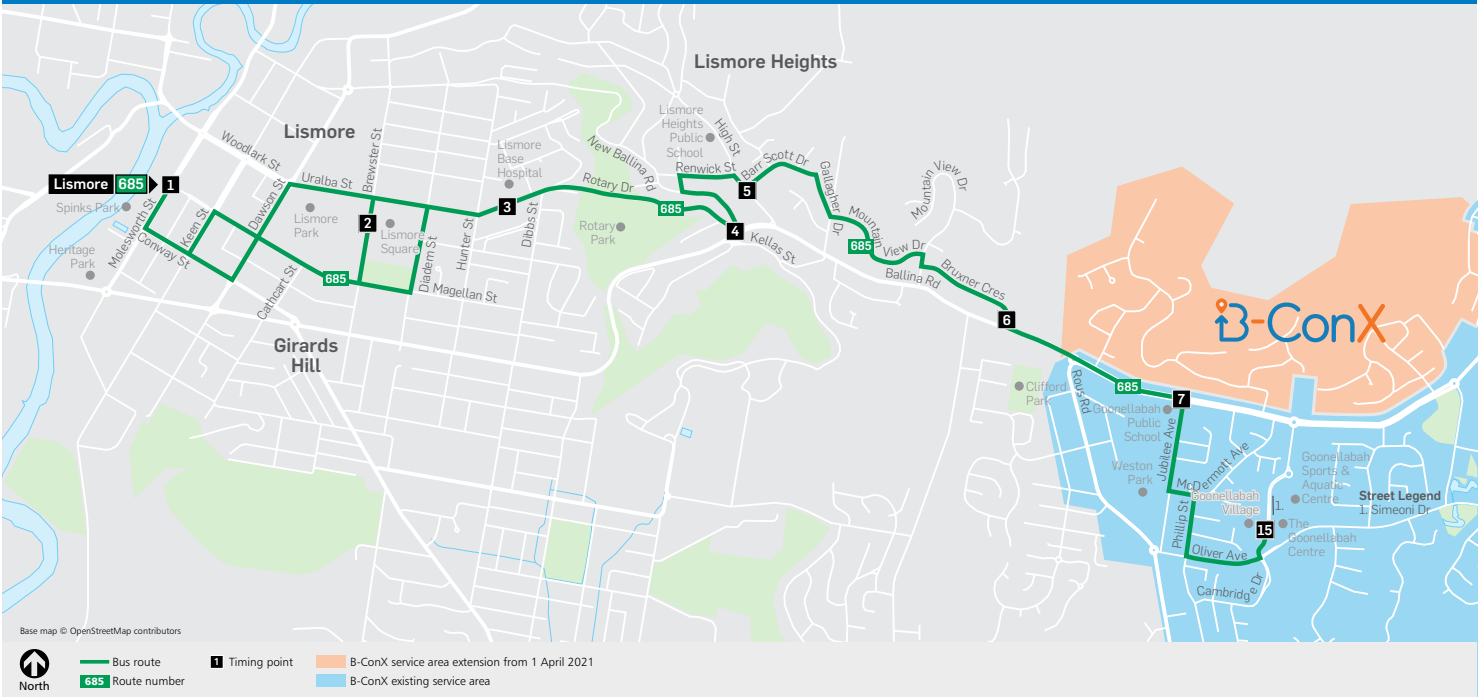 Lismore Heights
Lismore
Heights
Public
School
High St
New Ballina Rd
Renwick St
Barr Scott Dr
Gallagher Dr
Mountain View Dr
Lismore
Woodlark St
Brewster St
Lismore
Base
Hospital
Uralba St
Lismore 685 1
Spinks Park
Dawson St
Keen St
Molesworth St
Conway St
Heritage
Park
Lismore
Park
2
Lismore
Square
Diadem St
Hunter St
3
Dibbs St
Rotary Dr
685
Rotary
Park
4
5
Kellas St
Mountain View Dr
685
Ballina Rd
Bruxner Cres
6
685
Cathcart St
Magellan St
Girards
Hill
B-ConX
Clifford
Park
Rous Rd
685
7
Goonellabah
Public
School
Jubilee Ave
Weston
Park
McDermott Ave
Goonellabah
Village
Phillip St
Oliver Ave
15
1.
Cambridge Dr
Goonellabah
Sports &
Aquatic
Centre
The
Goonellabah
Centre
Street Legend
1. Simeoni Dr
Base map © OpenStreetMap contributors
North
Bus route
685 Route number
1 Timing point
B-ConX service area extension from 1 April 2021
B-ConX existing service area